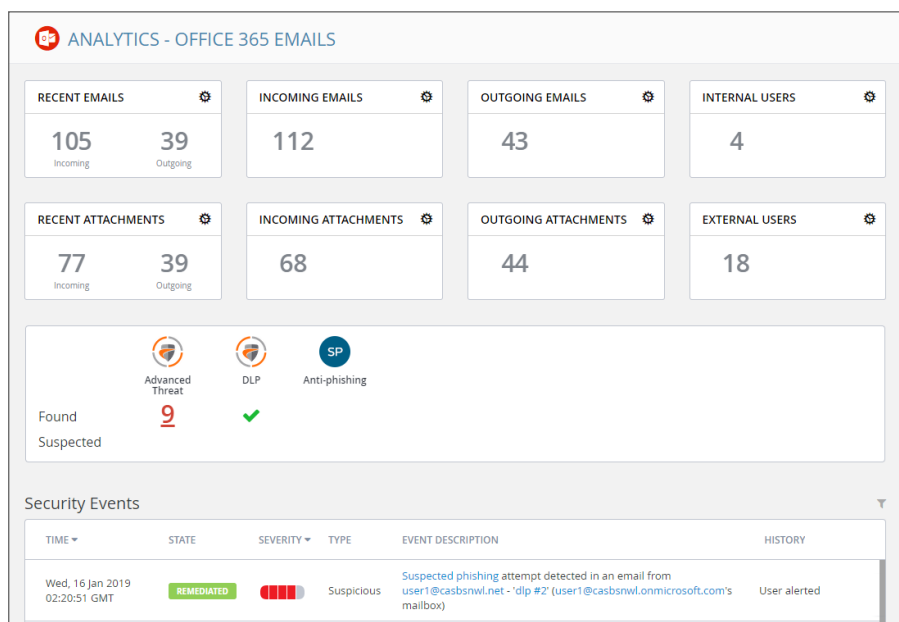 ANALYTICS - OFFICE 365 EMAILS
RECENT EMAILS
105 39
Incoming Outgoing
INCOMING EMAILS
112
OUTGOING EMAILS
43
INTERNAL USERS
4
RECENT ATTACHMENTS
77 39
Incoming Outgoing
INCOMING ATTACHMENTS
68
OUTGOING ATTACHMENTS
44
EXTERNAL USERS
18
SP
Advanced
Threat
DLP
Anti-phishing
Found 9
Suspected
Security Events
TIME STATE SEVERITY TYPE EVENT DESCRIPTION HISTORY
Wed, 16 Jan 2019
02:20:51 GMT
REMEDIATED
Suspicious
Suspected phishing attempt detected in an email from
user1@casbsnwl.net - 'dlp #2' (user1@casbsnwl.onmicrosoft.com's
mailbox)
User alerted